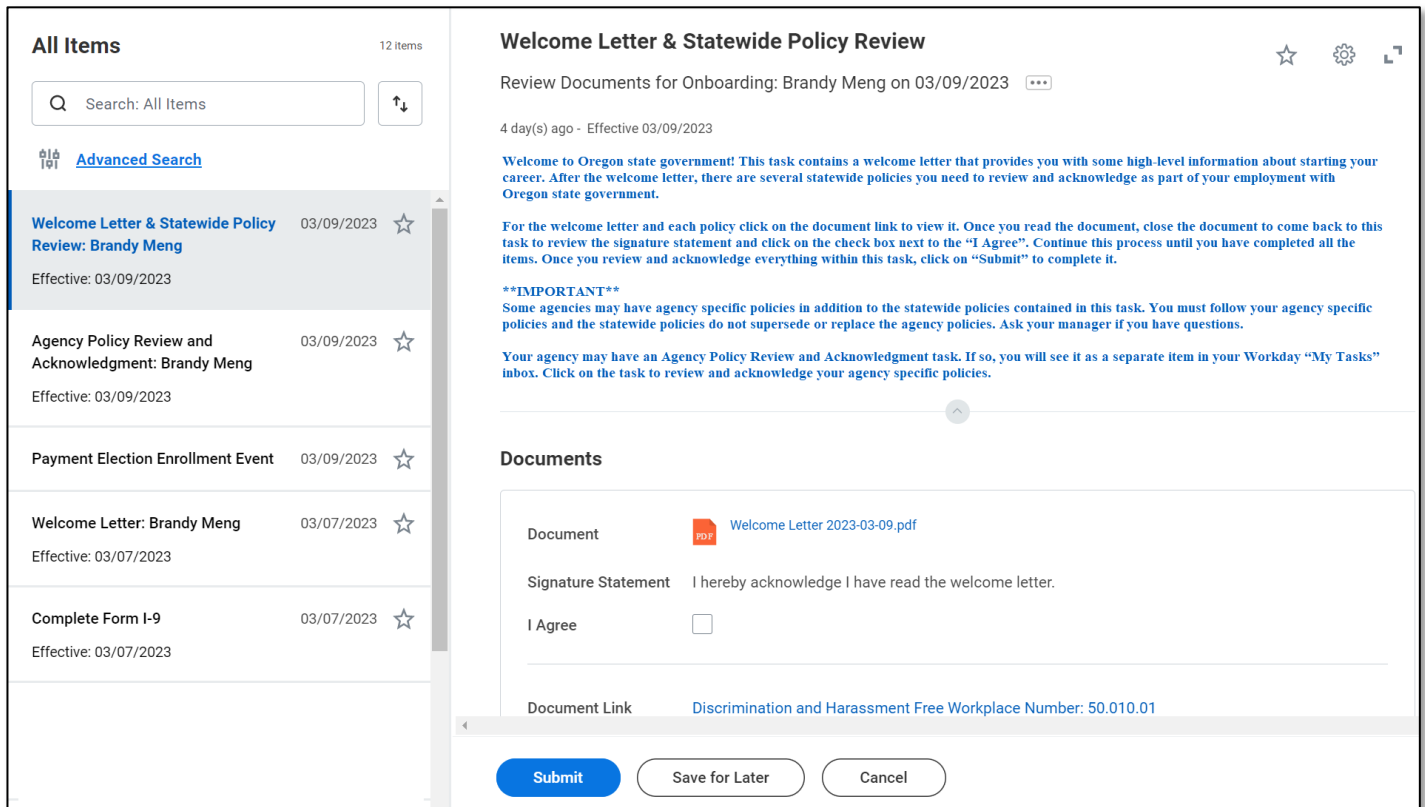 All Items
12 items
Search: All Items
Advanced Search
Welcome Letter & Statewide Policy
Review: Brandy Meng
03/09/2023
Effective: 03/09/2023
Agency Policy Review and
Acknowledgment: Brandy Meng
03/09/2023
Effective: 03/09/2023
Payment Election Enrollment Event
03/09/2023
Welcome Letter: Brandy Meng
03/07/2023
Effective: 03/07/2023
Complete Form I-9
03/07/2023
Effective: 03/07/2023
Welcome Letter & Statewide Policy Review
Review Documents for Onboarding: Brandy Meng on 03/09/2023
4 day(s) ago - Effective 03/09/2023
Welcome to Oregon state government! This task contains a welcome letter that provides you with some high-level information about starting your
career. After the welcome letter, there are several statewide policies you need to review and acknowledge as part of your employment with
Oregon state government.
For the welcome letter and each policy click on the document link to view it. Once you read the document, close the document to come back to this
task to review the signature statement and click on the check box next to the “I Agree”. Continue this process until you have completed all the
items. Once you review and acknowledge everything within this task, click on “Submit” to complete it.
**IMPORTANT**
Some agencies may have agency specific policies in addition to the statewide policies contained in this task. You must follow your agency specific
policies and the statewide policies do not supersede or replace the agency policies. Ask your manager if you have questions.
Your agency may have an Agency Policy Review and Acknowledgment task. If so, you will see it as a separate item in your Workday “My Tasks”
inbox. Click on the task to review and acknowledge your agency specific policies.
Documents
Document
PDF
Welcome Letter 2023-03-09.pdf
Signature Statement
I hereby acknowledge I have read the welcome letter.
I Agree
Document Link
Discrimination and Harassment Free Workplace Number: 50.010.01
Submit
Save for Later
Cancel